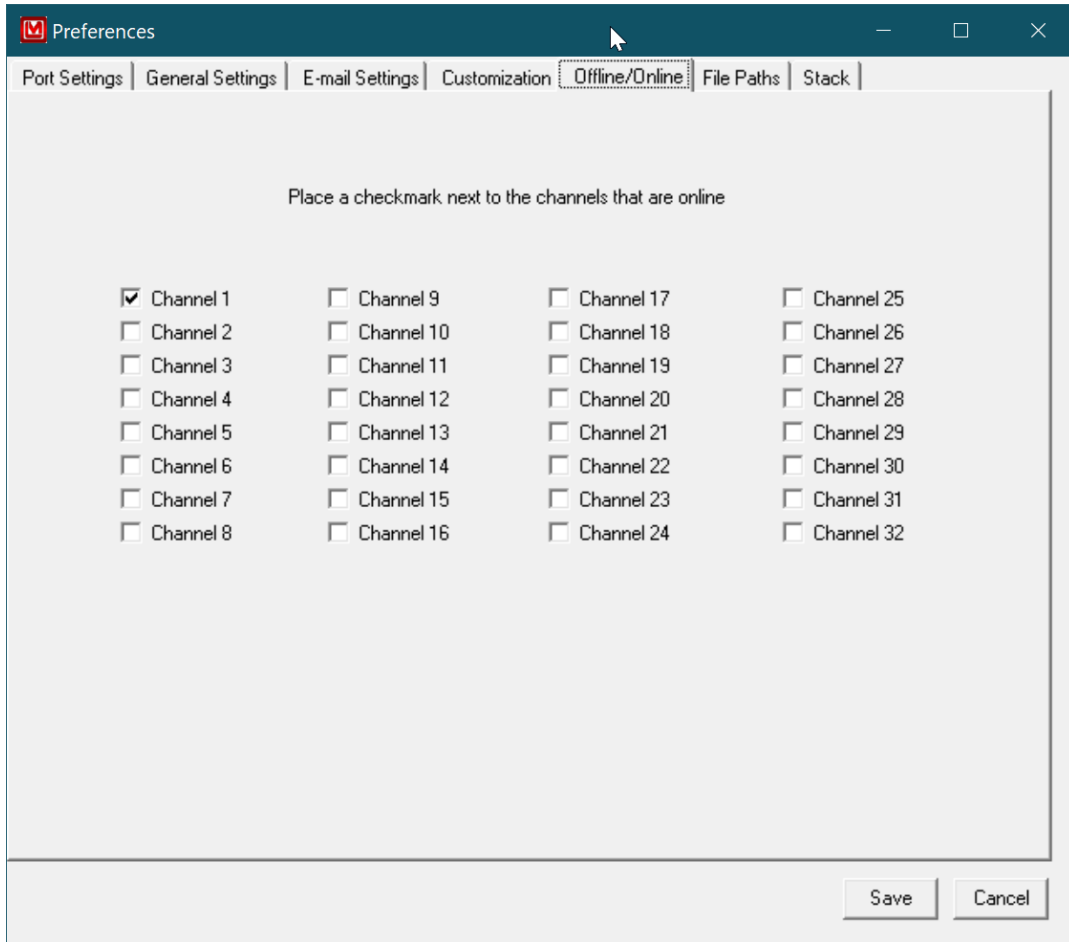 Preferences
Port Settings General Settings E-mail Settings Customization Offline/Online File Paths Stack
Place a checkmark next to the channels that are online
Channel 1 Channel 9 Channel 17 Channel 25
Channel 2 Channel 10 Channel 18 Channel 26
Channel 3 Channel 11 Channel 19 Channel 27
Channel 4 Channel 12 Channel 20 Channel 28
Channel 5 Channel 13 Channel 21 Channel 29
Channel 6 Channel 14 Channel 22 Channel 30
Channel 7 Channel 15 Channel 23 Channel 31
Channel 8 Channel 16 Channel 24 Channel 32
Save Cancel